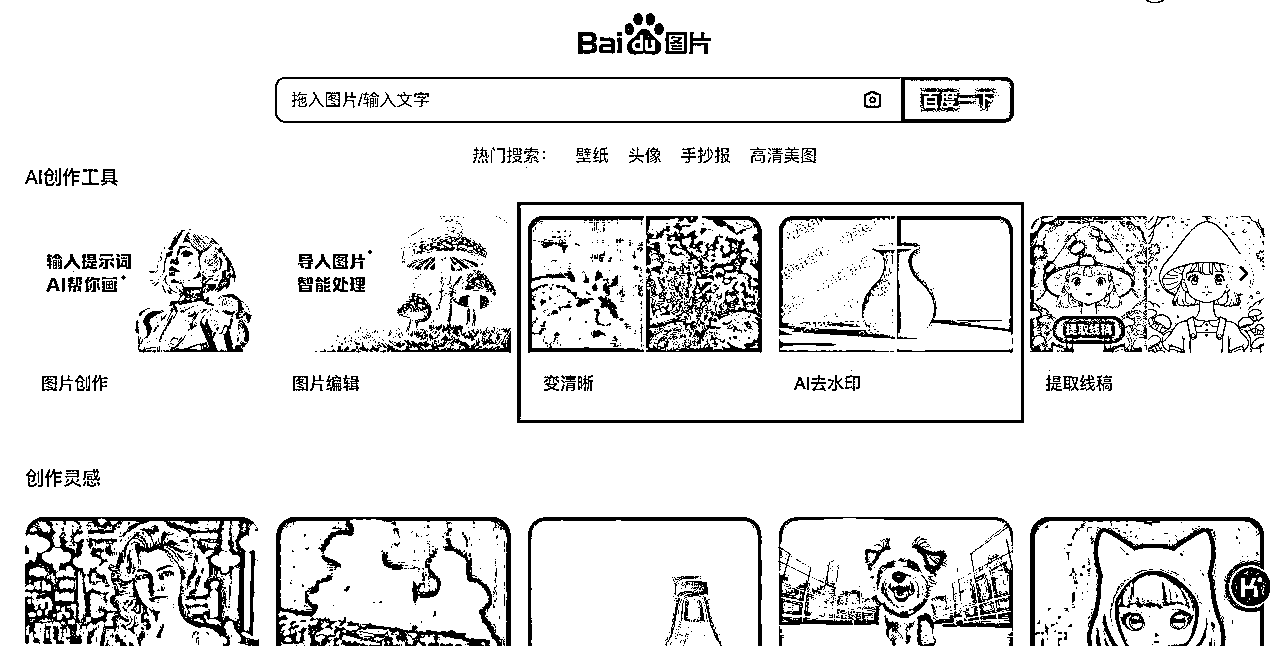 Bai du 图片
拖入图片/输入文字
百度一下
热门搜索： 壁纸 头像 手抄报 高清美图
AI创作工具
输入提示词
AI帮你画
导入图片
智能处理
提取线稿
图片创作
图片编辑
变清晰
AI去水印
提取线稿
创作灵感